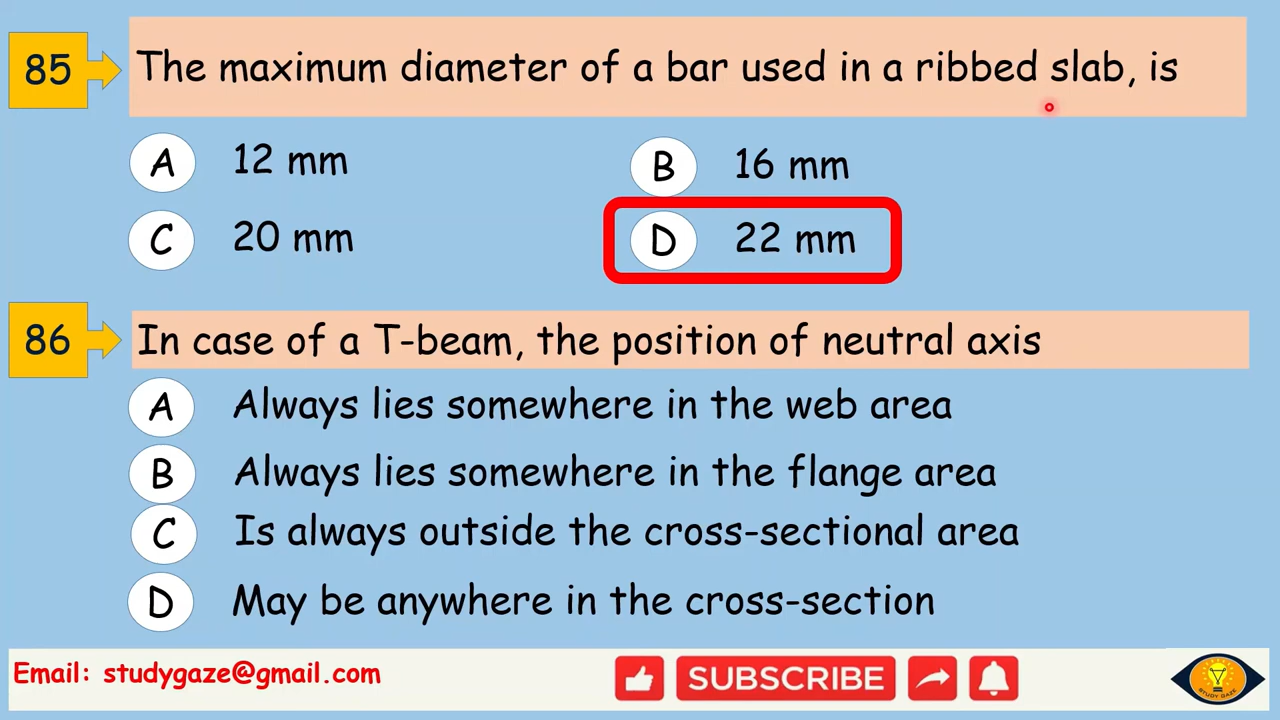 85
The maximum diameter of a bar used in a ribbed slab, is
A 12 mm
B 16 mm
C 20 mm
D 22 mm
86
In case of a T-beam, the position of neutral axis
A Always lies somewhere in the web area
B Always lies somewhere in the flange area
C Is always outside the cross-sectional area
D May be anywhere in the cross-section
Email: studygaze@gmail.com
SUBSCRIBE
STUDY GAZE